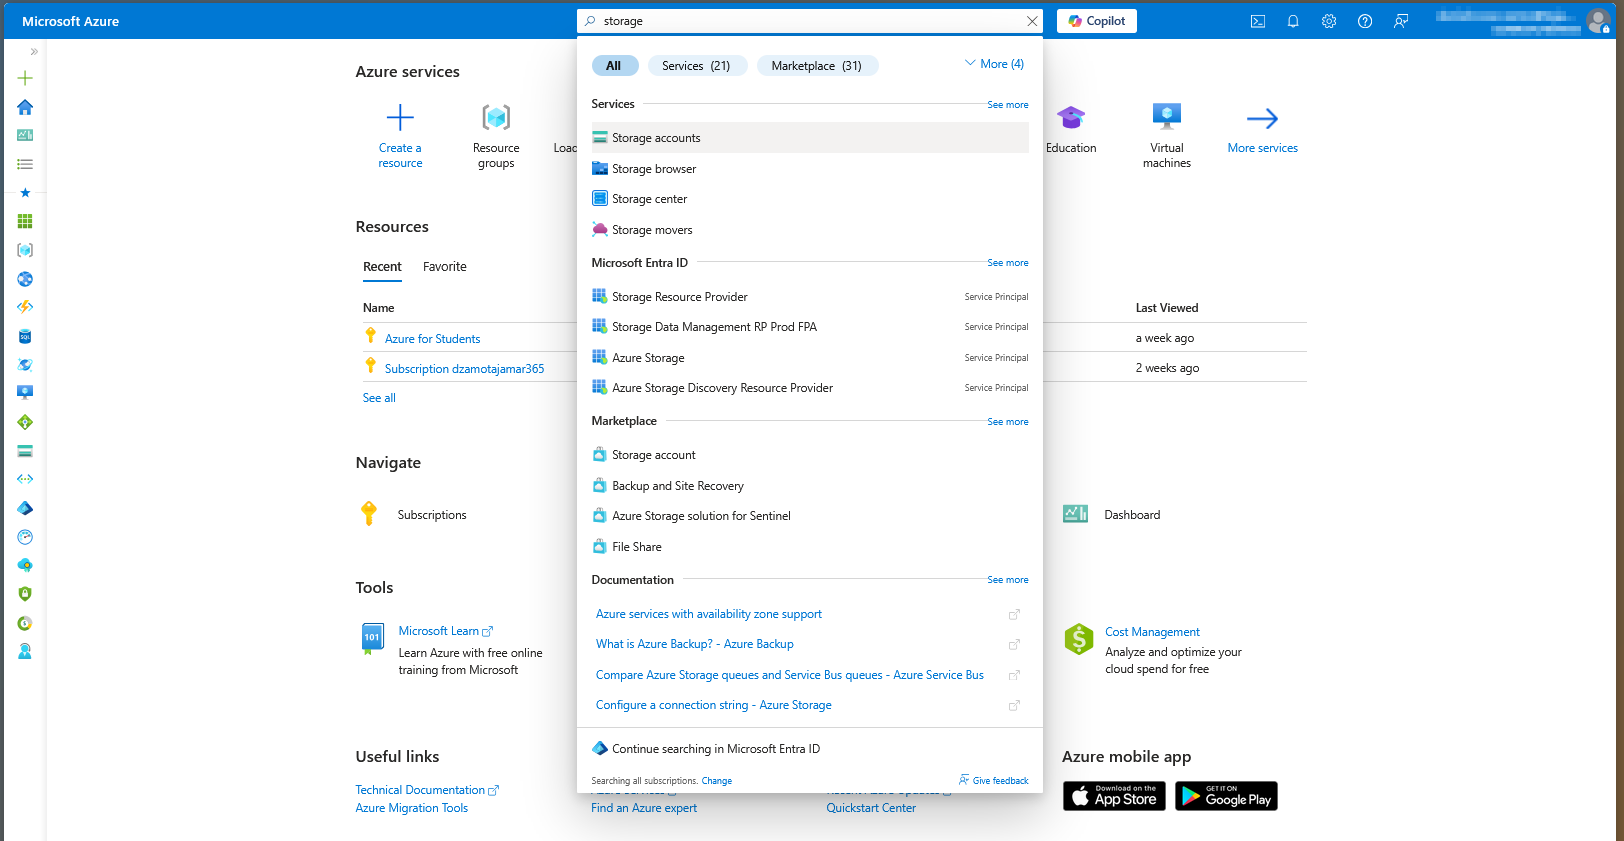 Microsoft Azure
storage
Copilot
All
Services (21)
Marketplace (31)
More (4)
Services
See more
Storage accounts
Storage browser
Storage center
Storage movers
Microsoft Entra ID
See more
Storage Resource Provider
Service Principal
Storage Data Management RP Prod FPA
Service Principal
Azure Storage
Service Principal
Azure Storage Discovery Resource Provider
Service Principal
Marketplace
See more
Storage account
Backup and Site Recovery
Azure Storage solution for Sentinel
File Share
Documentation
See more
Azure services with availability zone support
What is Azure Backup? - Azure Backup
Compare Azure Storage queues and Service Bus queues - Azure Service Bus
Configure a connection string - Azure Storage
Continue searching in Microsoft Entra ID
Searching all subscriptions. Change
Give feedback
Azure services
Create a
resource
Resource
groups
Education
Virtual
machines
More services
Resources
Recent
Favorite
Name
Last Viewed
Azure for Students
a week ago
Subscription dzamotajamar365
2 weeks ago
See all
Navigate
Subscriptions
Dashboard
Tools
101
Microsoft Learn
Learn Azure with free online
training from Microsoft
Cost Management
Analyze and optimize your
cloud spend for free
Useful links
Technical Documentation
Azure Migration Tools
Find an Azure expert
Quickstart Center
Azure mobile app
Download on the
App Store
GET IT ON
Google Play
SQL